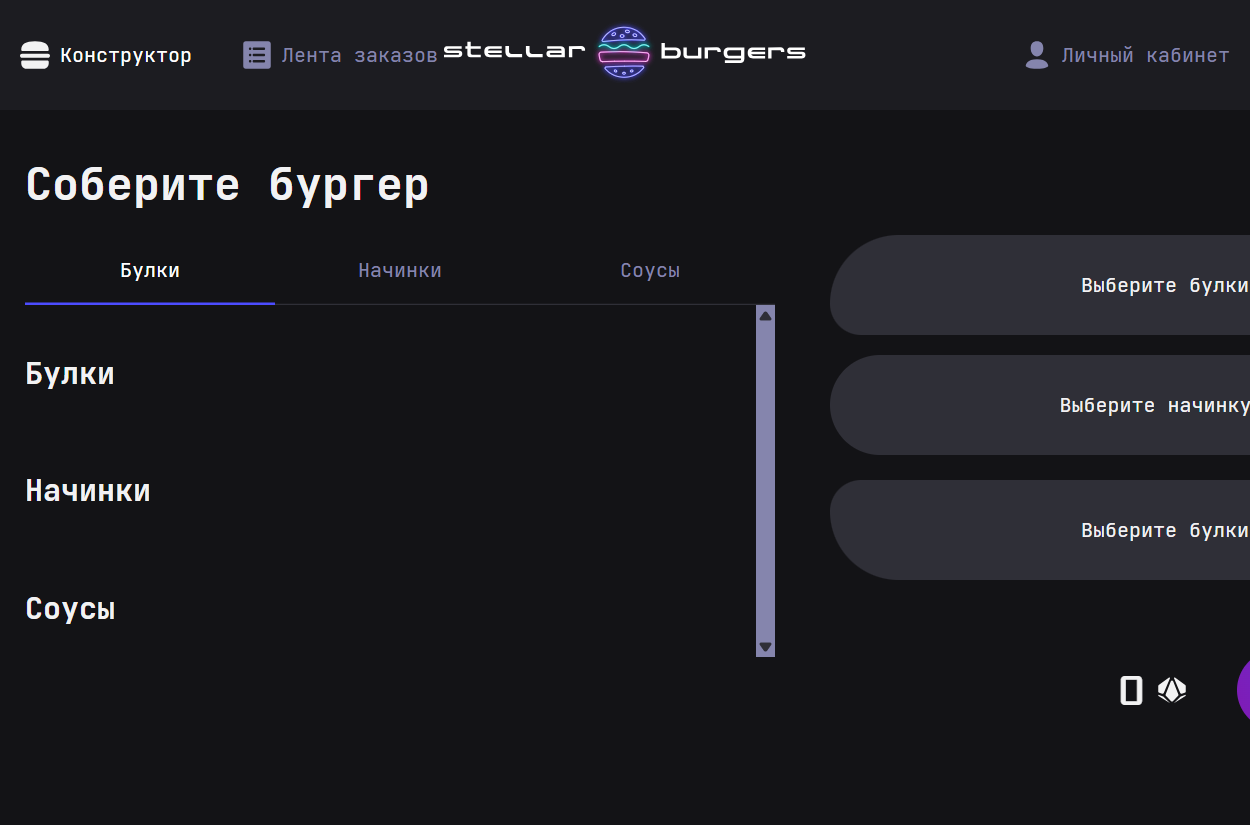 Конструктор
Лента заказов
stellar burgers
Личный кабинет
Соберите бургер
Булки
Начинки
Соусы
Булки
Начинки
Соусы
Выберите булки
Выберите начинку
Выберите булки
0